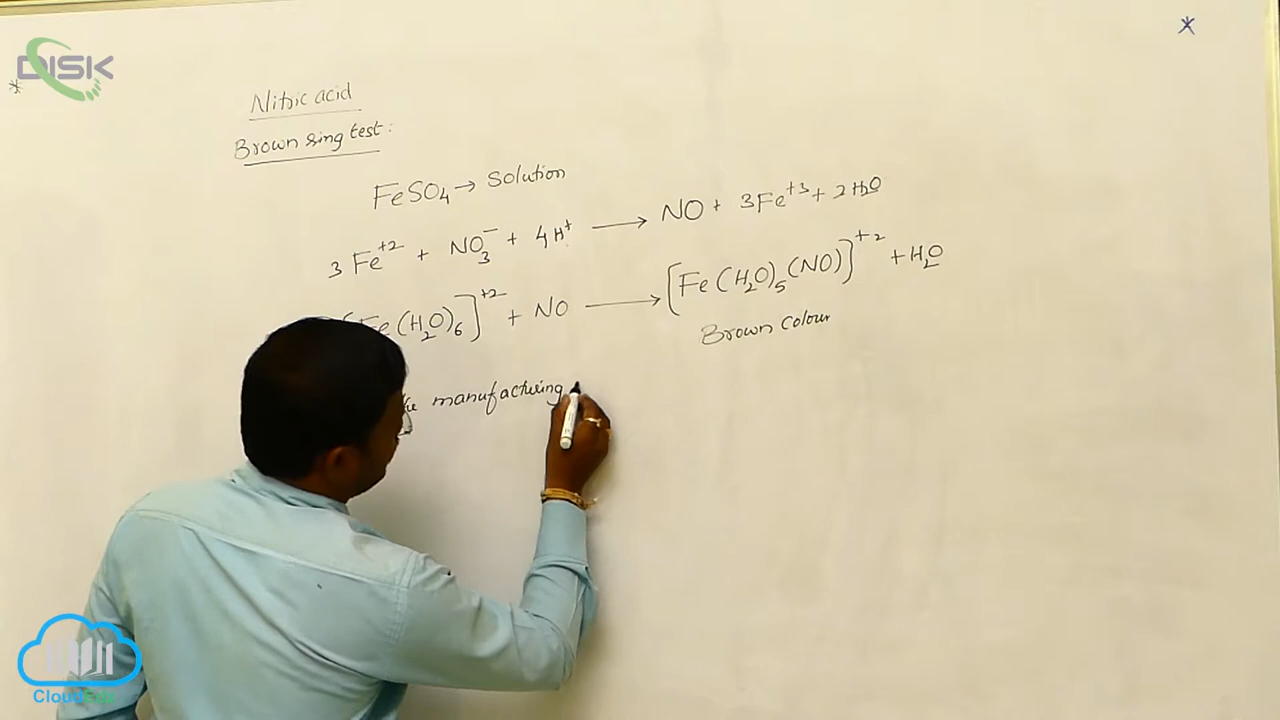 DISK
Nitric acid
Brown ring test:
FeSO₄ → Solution
3 Fe⁺² + NO₃⁻ + 4H⁺ → NO + 3Fe⁺³ + 2H₂O
Fe(H₂O)₆]⁺² + NO → [Fe(H₂O)₅(NO)]⁺² + H₂O
Brown Colour
manufacturing
CloudEdz